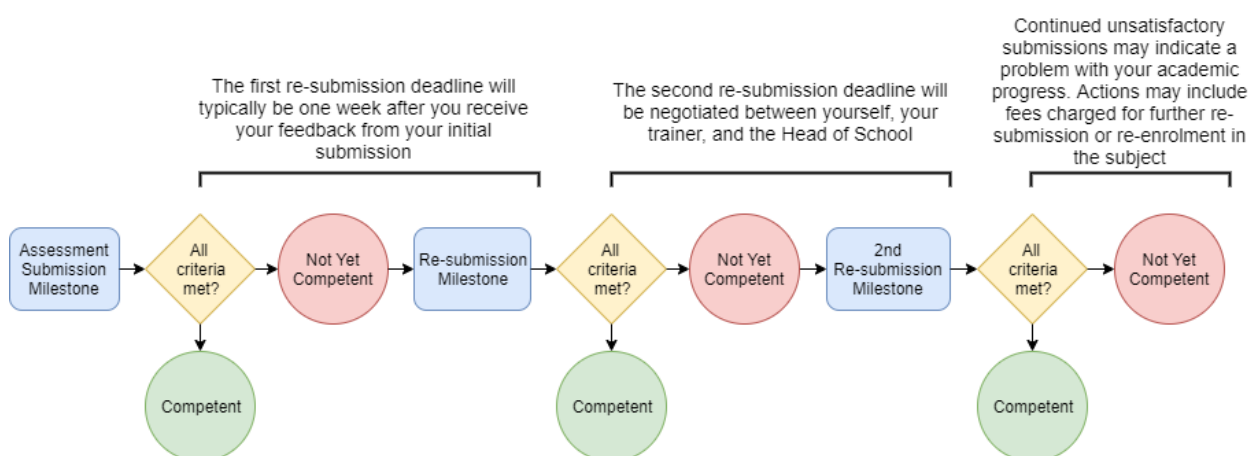 The first re-submission deadline will
typically be one week after you receive
your feedback from your initial
submission
The second re-submission deadline will
be negotiated between yourself, your
trainer, and the Head of School
Continued unsatisfactory
submissions may indicate a
problem with your academic
progress. Actions may include
fees charged for further re-
submission or re-enrolment in
the subject
Assessment
Submission
Milestone
All
criteria
met?
Not Yet
Competent
Re-submission
Milestone
All
criteria
met?
Not Yet
Competent
2nd
Re-submission
Milestone
All
criteria
met?
Not Yet
Competent
Competent
Competent
Competent